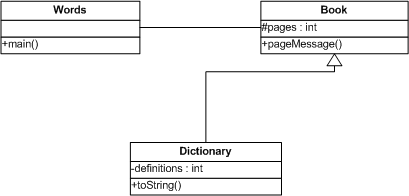 Words
+main()
Book
#pages : int
+pageMessage()
Dictionary
-definitions : int
+toString()